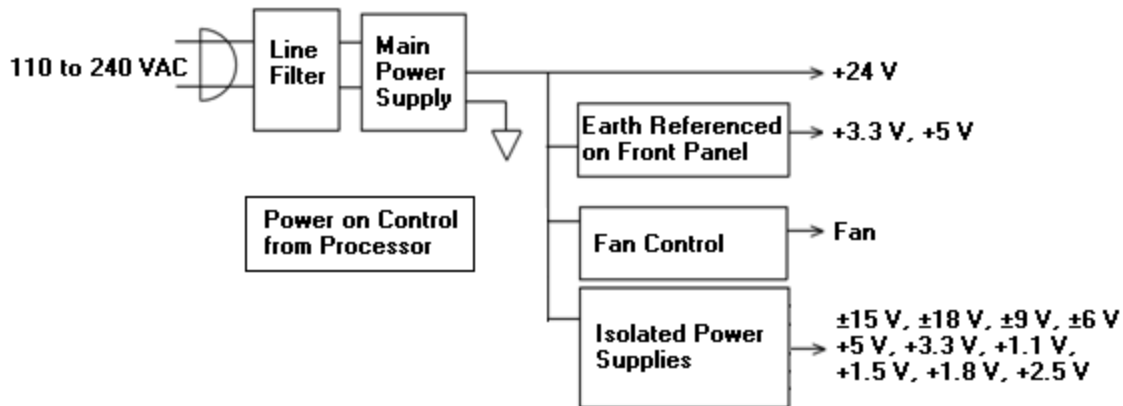 110 to 240 VAC
Line
Filter
Main
Power
Supply
+24 V
Earth Referenced
on Front Panel
+3.3 V, +5 V
Power on Control
from Processor
Fan Control
Fan
Isolated Power
Supplies
±15 V, ±18 V, ±9 V, ±6 V
+5 V, +3.3 V, +1.1 V,
+1.5 V, +1.8 V, +2.5 V